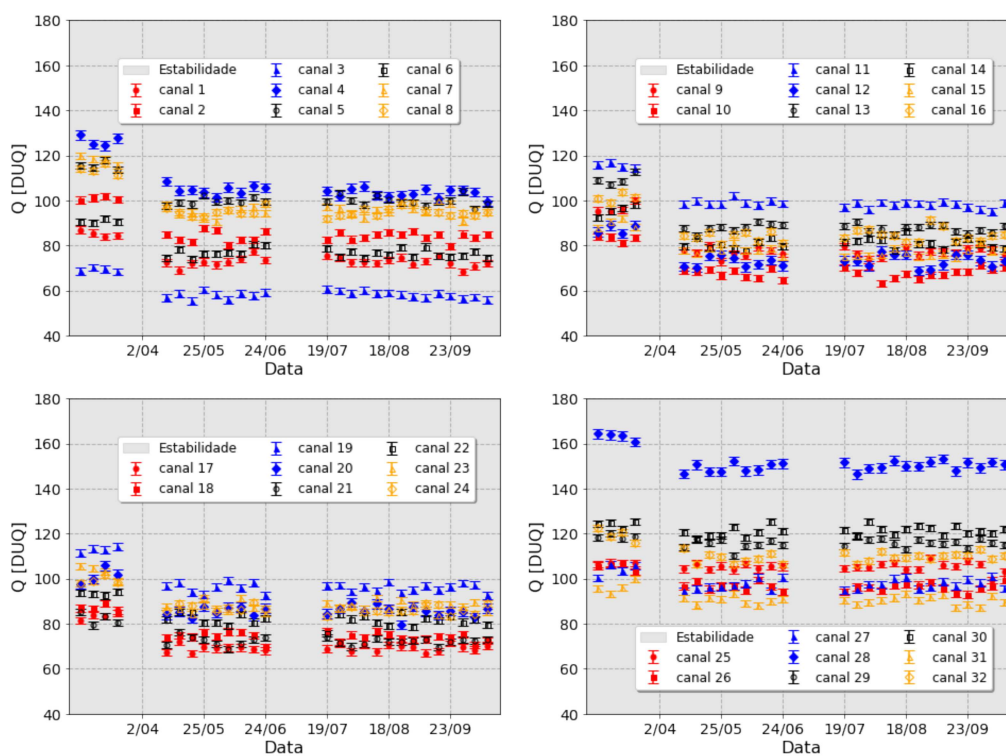 180
160
140
120
100
80
60
40
Q [DUQ]
Estabilidade
canal 1
canal 2
canal 3
canal 4
canal 5
canal 6
canal 7
canal 8
2/04 25/05 24/06 19/07 18/08 23/09
Data
180
160
140
120
100
80
60
40
Q [DUQ]
Estabilidade
canal 9
canal 10
canal 11
canal 12
canal 13
canal 14
canal 15
canal 16
2/04 25/05 24/06 19/07 18/08 23/09
Data
180
160
140
120
100
80
60
40
Q [DUQ]
Estabilidade
canal 17
canal 18
canal 19
canal 20
canal 21
canal 22
canal 23
canal 24
2/04 25/05 24/06 19/07 18/08 23/09
Data
180
160
140
120
100
80
60
40
Q [DUQ]
Estabilidade
canal 25
canal 26
canal 27
canal 28
canal 29
canal 30
canal 31
canal 32
2/04 25/05 24/06 19/07 18/08 23/09
Data